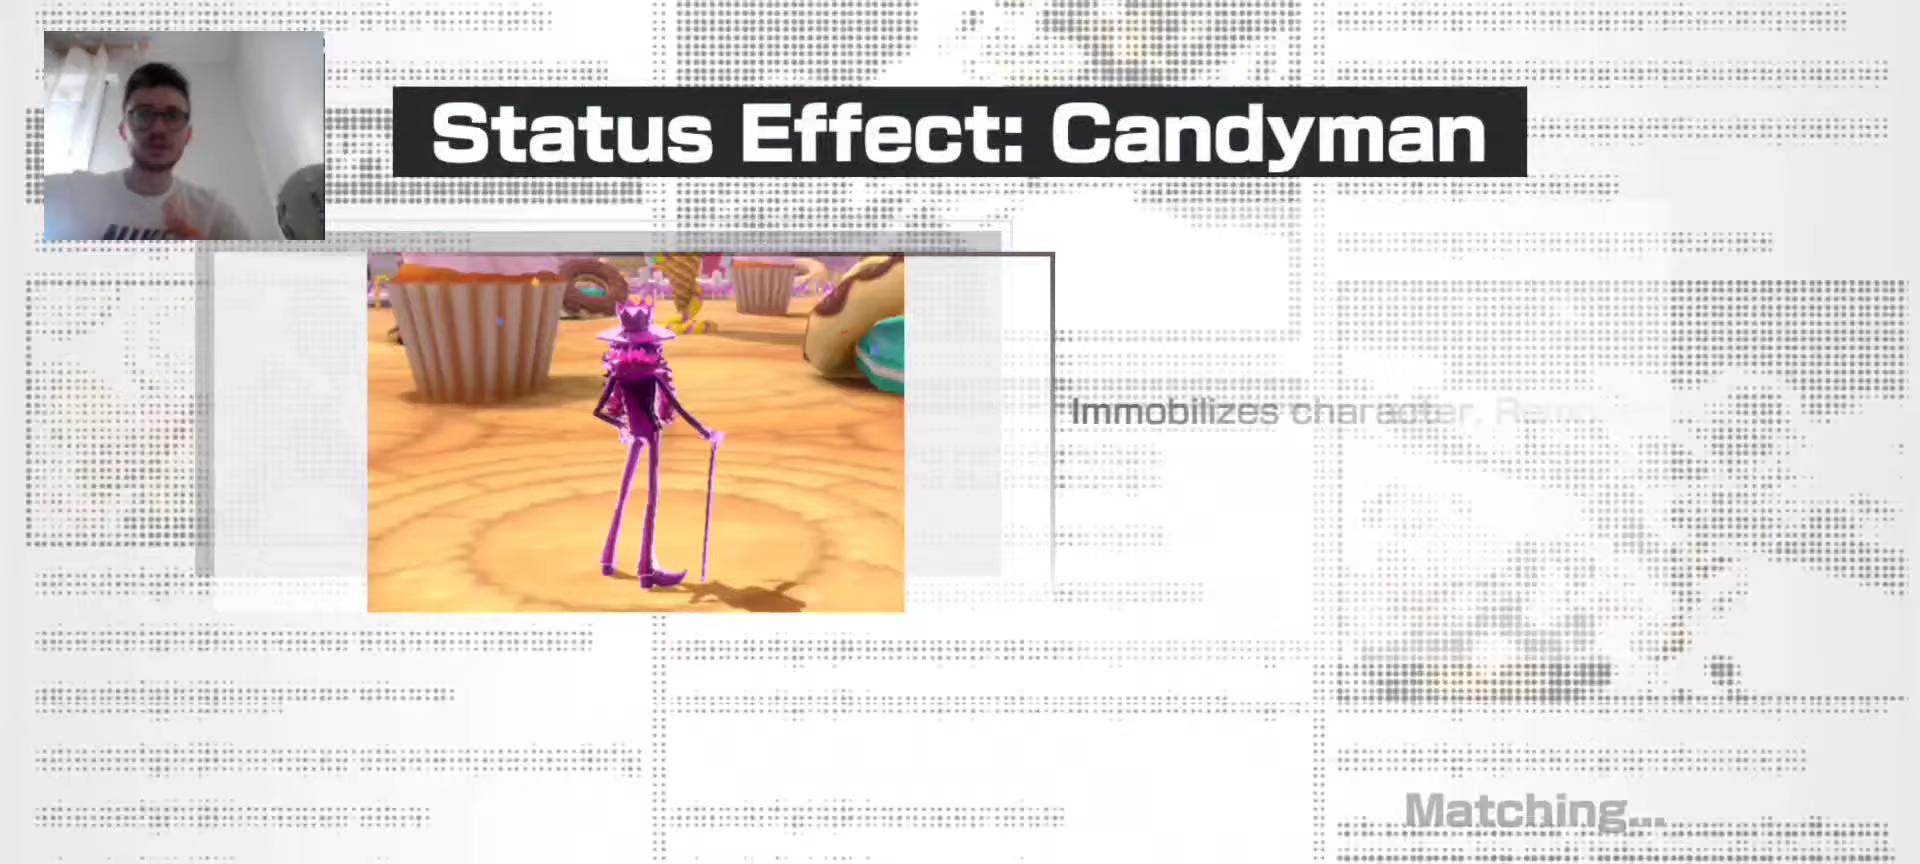 Status Effect: Candyman
Immobilizes character.
Matching...